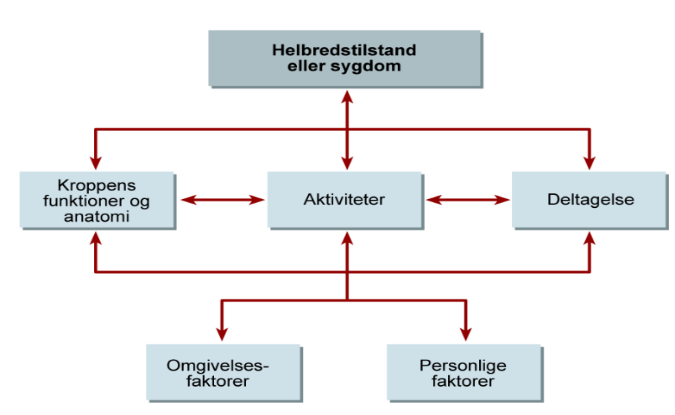 Helbredstilstand
eller sygdom
Kroppens
funktioner og
anatomi
Aktiviteter
Deltagelse
Omgivelses-
faktorer
Personlige
faktorer